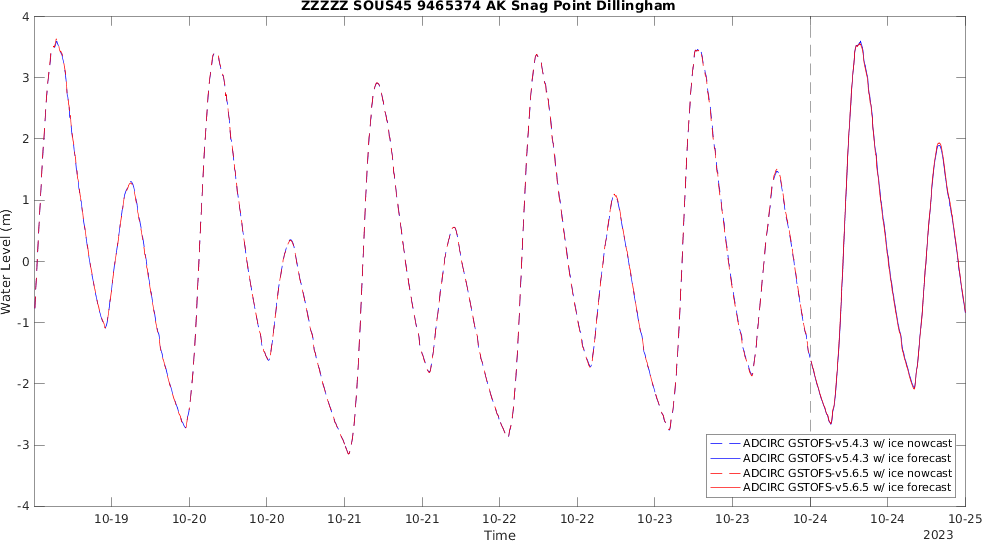 ZZZZZ SOUS45 9465374 AK Snag Point Dillingham
4
3
2
1
0
-1
-2
-3
-4
Water Level (m)
ADCIRC GSTOFS-v5.4.3 w/ ice nowcast
ADCIRC GSTOFS-v5.4.3 w/ ice forecast
ADCIRC GSTOFS-v5.6.5 w/ ice nowcast
ADCIRC GSTOFS-v5.6.5 w/ ice forecast
10-19 10-20 10-20 10-21 10-21 10-22 10-22 10-23 10-23 10-24 10-24 10-25
Time
2023